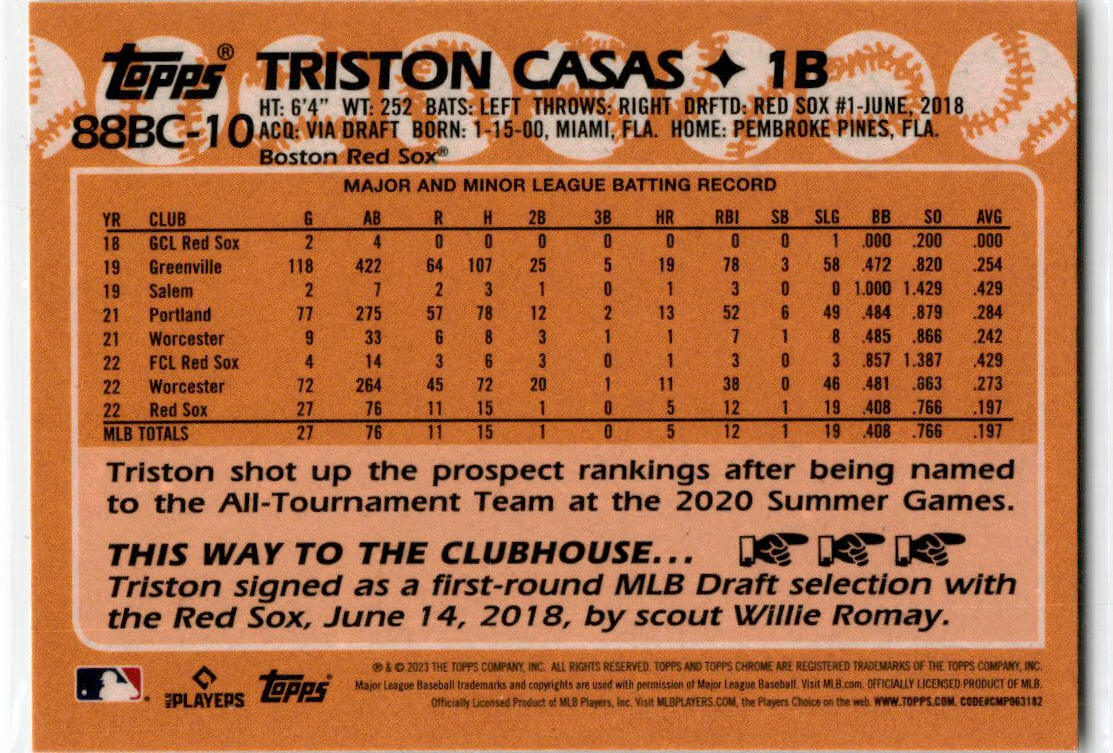 Topps® TRISTON CASAS ✦ 1B
88BC-10 HT: 6'4" WT: 252 BATS: LEFT THROWS: RIGHT DRFTD: RED SOX #1-JUNE, 2018
ACQ: VIA DRAFT BORN: 1-15-00, MIAMI, FLA. HOME: PEMBROKE PINES, FLA.
Boston Red Sox®
MAJOR AND MINOR LEAGUE BATTING RECORD
YR CLUB G AB R H 2B 3B HR RBI SB SLG BB SO AVG
18 GCL Red Sox 2 4 0 0 0 0 0 0 0 1 .000 .200 .000
19 Greenville 118 422 64 107 25 5 19 78 3 58 .472 .820 .254
19 Salem 2 7 2 3 1 0 1 3 0 0 1.000 1.429 .429
21 Portland 77 275 57 78 12 2 13 52 6 49 .484 .879 .284
21 Worcester 9 33 6 8 3 1 1 7 1 8 .485 .866 .242
22 FCL Red Sox 4 14 3 6 3 0 1 3 0 3 .857 1.387 .429
22 Worcester 72 264 45 72 20 1 11 38 0 46 .481 .863 .273
22 Red Sox 27 76 11 15 1 0 5 12 1 19 .408 .766 .197
MLB TOTALS 27 76 11 15 1 0 5 12 1 19 .408 .766 .197
Triston shot up the prospect rankings after being named
to the All-Tournament Team at the 2020 Summer Games.
THIS WAY TO THE CLUBHOUSE...
Triston signed as a first-round MLB Draft selection with
the Red Sox, June 14, 2018, by scout Willie Romay.
MLB PLAYERS Topps
® & © 2023 THE TOPPS COMPANY, INC. ALL RIGHTS RESERVED. TOPPS AND TOPPS CHROME ARE REGISTERED TRADEMARKS OF THE TOPPS COMPANY, INC.
Major League Baseball trademarks and copyrights are used with permission of Major League Baseball. Visit MLB.com. OFFICIALLY LICENSED PRODUCT OF MLB.
Officially Licensed Product of MLB Players, Inc. Visit MLBPLAYERS.COM, the Players Choice on the web. WWW.TOPPS.COM. CODE#CMP063182